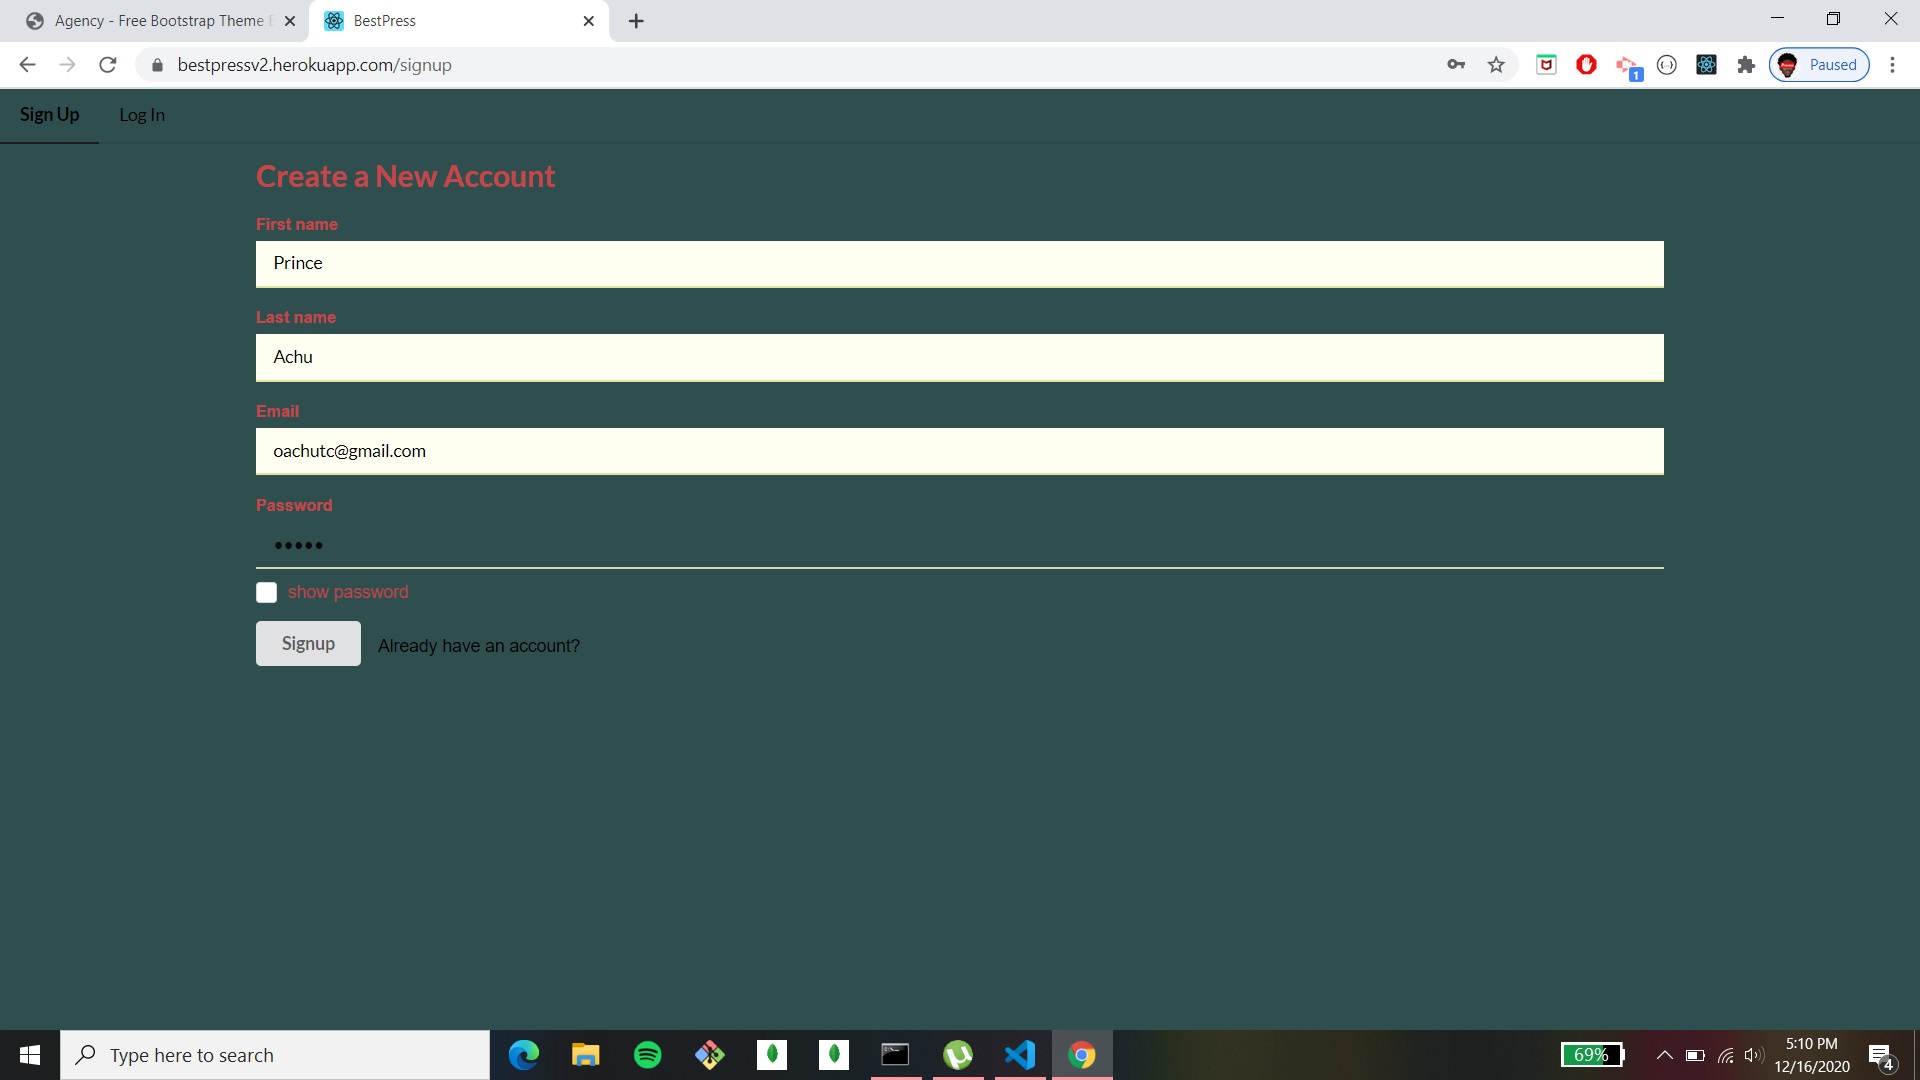 Agency - Free Bootstrap Theme
BestPress
bestpressv2.herokuapp.com/signup
1
Paused
Sign Up
Log In
Create a New Account
First name
Prince
Last name
Achu
Email
oachutc@gmail.com
Password
•••••
show password
Signup
Already have an account?
Type here to search
69%
5:10 PM
12/16/2020
4